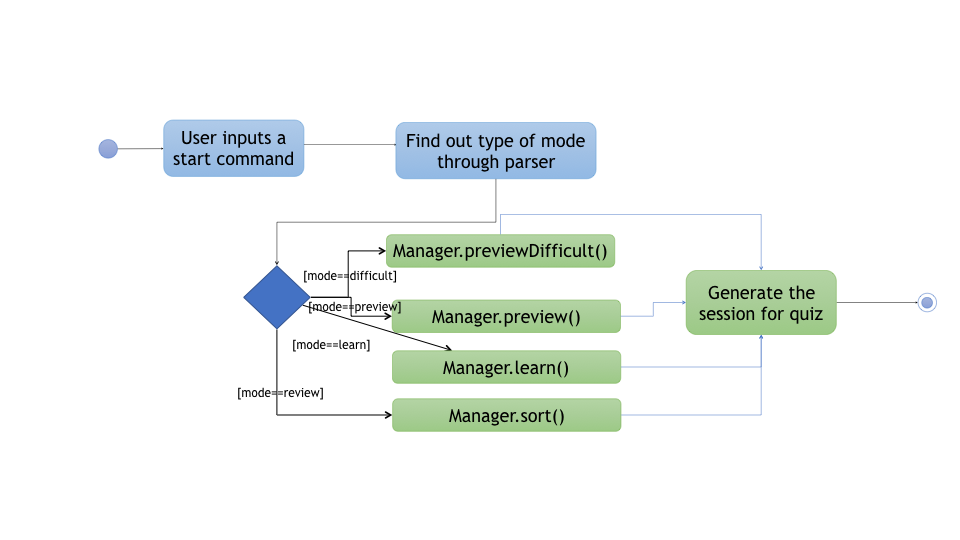 User inputs a
start command
Find out type of mode
through parser
Manager.previewDifficult()
[mode==difficult]
Generate the
session for quiz
[mode==preview]
Manager.preview()
[mode==learn]
Manager.learn()
[mode==review]
Manager.sort()